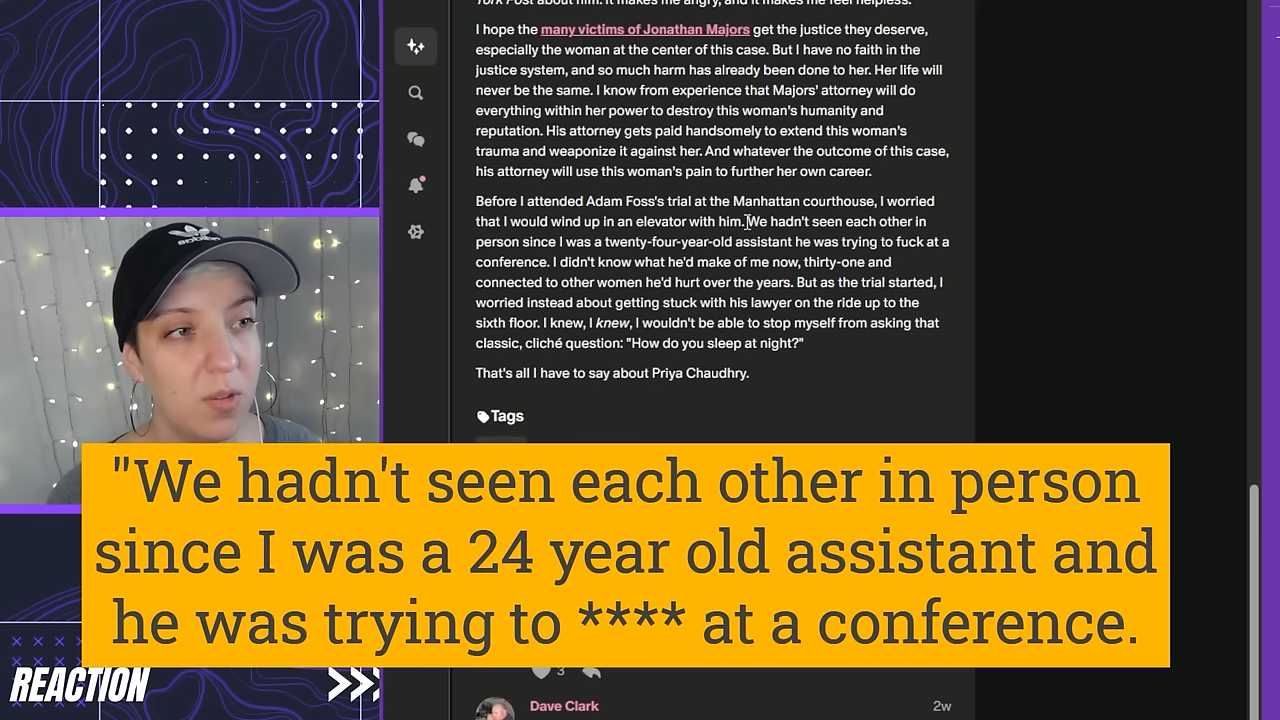 York Post about him. It makes me angry, and it makes me feel helpless.
I hope the many victims of Jonathan Majors get the justice they deserve,
especially the woman at the center of this case. But I have no faith in the
justice system, and so much harm has already been done to her. Her life will
never be the same. I know from experience that Majors' attorney will do
everything within her power to destroy this woman's humanity and
reputation. His attorney gets paid handsomely to extend this woman's
trauma and weaponize it against her. And whatever the outcome of this case,
his attorney will use this woman's pain to further her own career.
Before I attended Adam Foss's trial at the Manhattan courthouse, I worried
that I would wind up in an elevator with him. We hadn't seen each other in
person since I was a twenty-four-year-old assistant he was trying to fuck at a
conference. I didn't know what he'd make of me now, thirty-one and
connected to other women he'd hurt over the years. But as the trial started, I
worried instead about getting stuck with his lawyer on the ride up to the
sixth floor. I knew, I knew, I wouldn't be able to stop myself from asking that
classic, cliché question: "How do you sleep at night?"
That's all I have to say about Priya Chaudhry.
Tags
adidas
"We hadn't seen each other in person
since I was a 24 year old assistant and
he was trying to **** at a conference.
3
REACTION
Dave Clark
2w